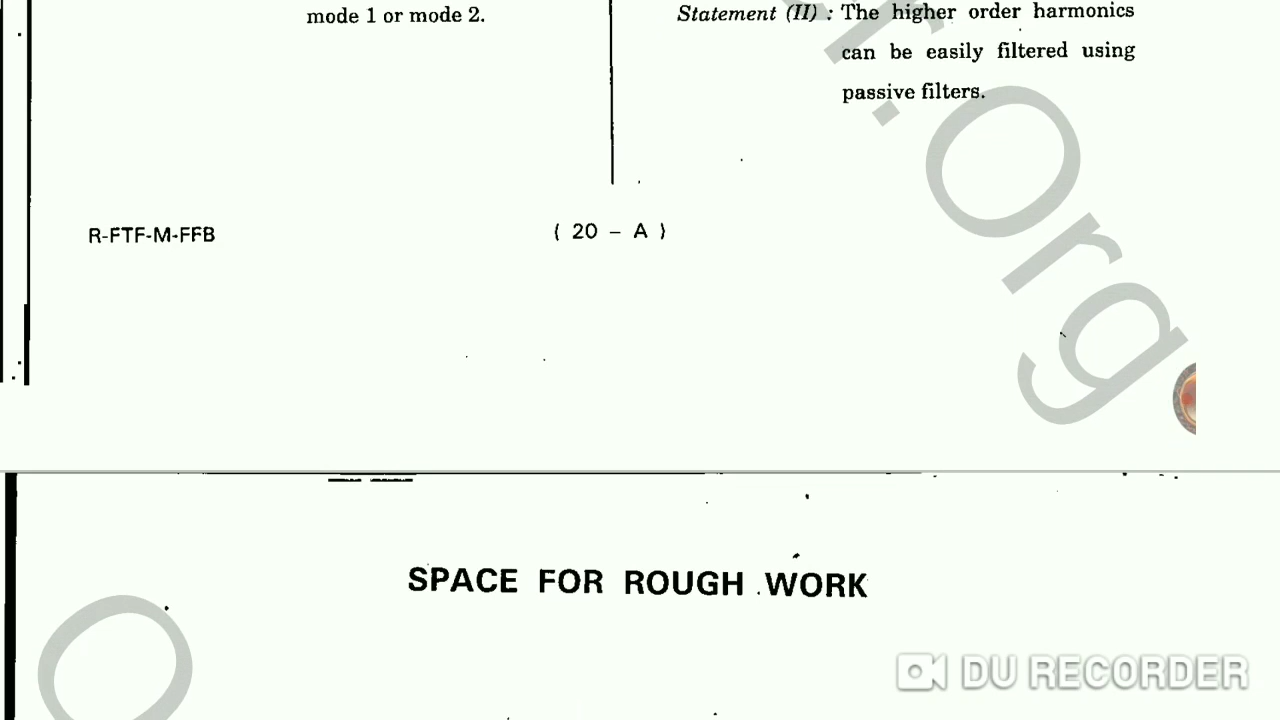 mode 1 or mode 2.
Statement (II) : The higher order harmonics
can be easily filtered using
passive filters.
r.Org
R-FTF-M-FFB
( 20 – A )
SPACE FOR ROUGH WORK
O
DU RECORDER